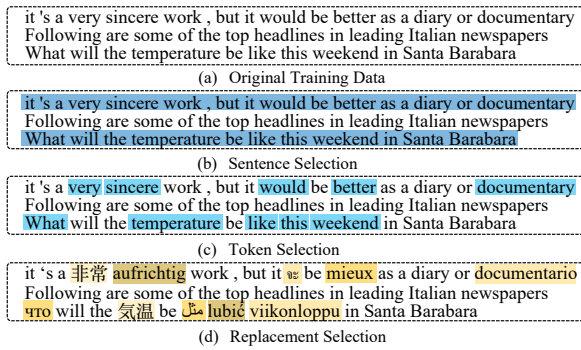 it 's a very sincere work , but it would be better as a diary or documentary
Following are some of the top headlines in leading Italian newspapers
What will the temperature be like this weekend in Santa Barabara
(a) Original Training Data
it 's a very sincere work , but it would be better as a diary or documentary
Following are some of the top headlines in leading Italian newspapers
What will the temperature be like this weekend in Santa Barabara
(b) Sentence Selection
it 's a very sincere work , but it would be better as a diary or documentary
Following are some of the top headlines in leading Italian newspapers
What will the temperature be like this weekend in Santa Barabara
(c) Token Selection
it 's a 非常 aufrichtig work , but it be mieux as a diary or documentario
Following are some of the top headlines in leading Italian newspapers
что will the 気温 be مثل lubić viikonloppu in Santa Barabara
(d) Replacement Selection